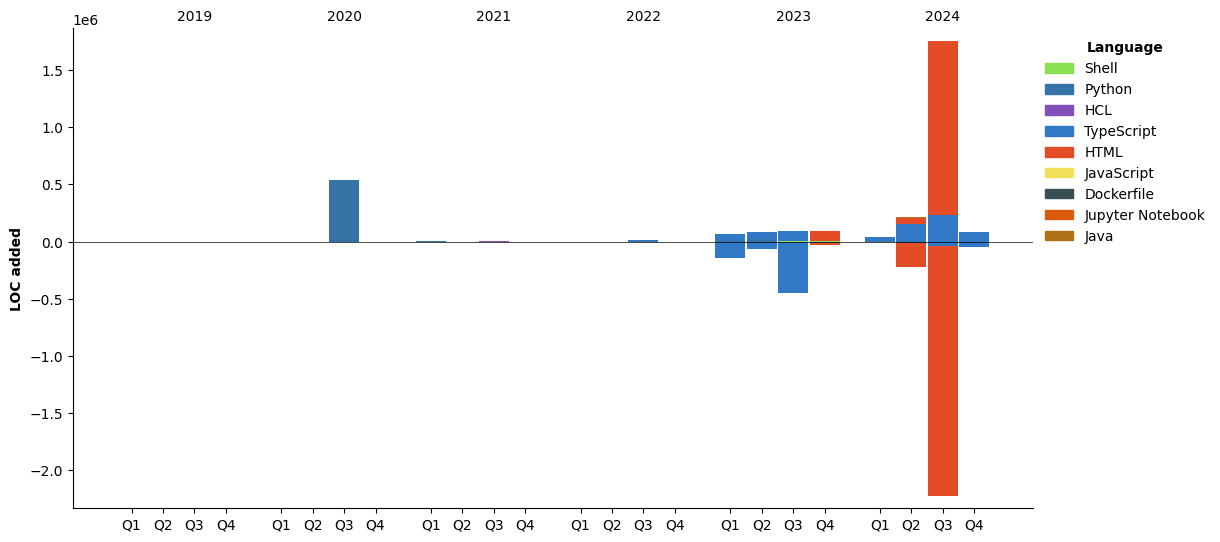 1e6
2019 2020 2021 2022 2023 2024
1.5
1.0
0.5
0.0
−0.5
−1.0
−1.5
−2.0
LOC added
Q1 Q2 Q3 Q4 Q1 Q2 Q3 Q4 Q1 Q2 Q3 Q4 Q1 Q2 Q3 Q4 Q1 Q2 Q3 Q4 Q1 Q2 Q3 Q4
Language
Shell
Python
HCL
TypeScript
HTML
JavaScript
Dockerfile
Jupyter Notebook
Java